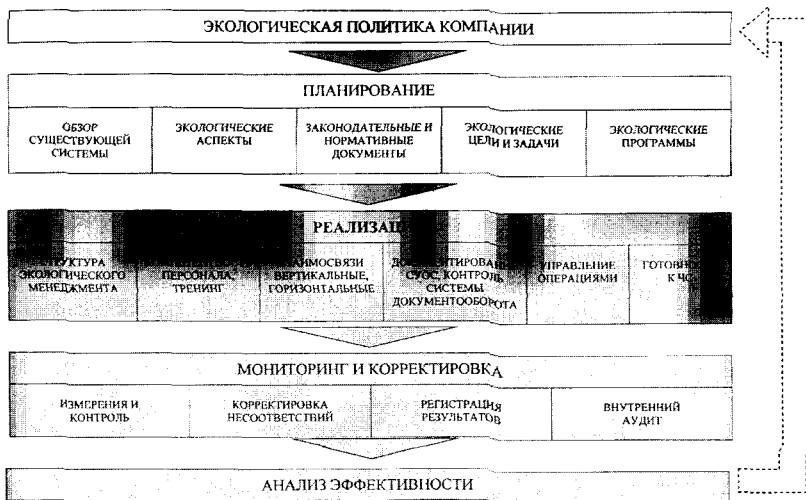 ЭКОЛОГИЧЕСКАЯ ПОЛИТИКА КОМПАНИИ
ПЛАНИРОВАНИЕ
ОБЗОР
СУЩЕСТВУЮЩЕЙ
СИСТЕМЫ
ЭКОЛОГИЧЕСКИЕ
АСПЕКТЫ
ЗАКОНОДАТЕЛЬНЫЕ И
НОРМАТИВНЫЕ
ДОКУМЕНТЫ
ЭКОЛОГИЧЕСКИЕ
ЦЕЛИ И ЗАДАЧИ
ЭКОЛОГИЧЕСКИЕ
ПРОГРАММЫ
СТРУКТУРА
ЭКОЛОГИЧЕСКОГО
МЕНЕДЖМЕНТА
ПЕРСОНАЛА,
ТРЕНИНГ
ВЕРТИКАЛЬНЫЕ,
ГОРИЗОНТАЛЬНЫЕ
СУОС, КОНТРОЛЬ
СИСТЕМЫ
ДОКУМЕНТООБОРОТА
УПРАВЛЕНИЕ
ОПЕРАЦИЯМИ
К
МОНИТОРИНГ И КОРРЕКТИРОВКА
ИЗМЕРЕНИЯ И
КОНТРОЛЬ
КОРРЕКТИРОВКА
НЕСООТВЕТСТВИЙ
РЕГИСТРАЦИЯ
РЕЗУЛЬТАТОВ
ВНУТРЕННИЙ
АУДИТ
АНАЛИЗ ЭФФЕКТИВНОСТИ